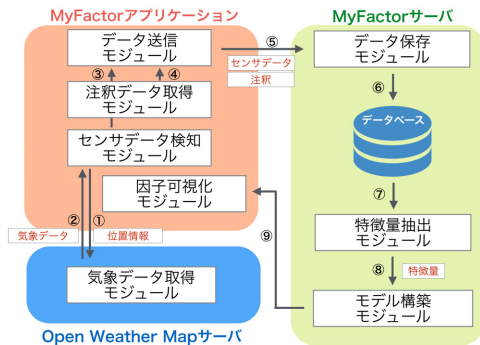 MyFactorアプリケーション
データ送信
モジュール
③
④
注釈データ取得
モジュール
センサデータ検知
モジュール
因子可視化
モジュール
②
①
気象データ
位置情報
気象データ取得
モジュール
Open Weather Mapサーバ
⑤
センサデータ
注釈
⑨
MyFactorサーバ
データ保存
モジュール
⑥
データベース
⑦
特徴量抽出
モジュール
⑧
特徴量
モデル構築
モジュール